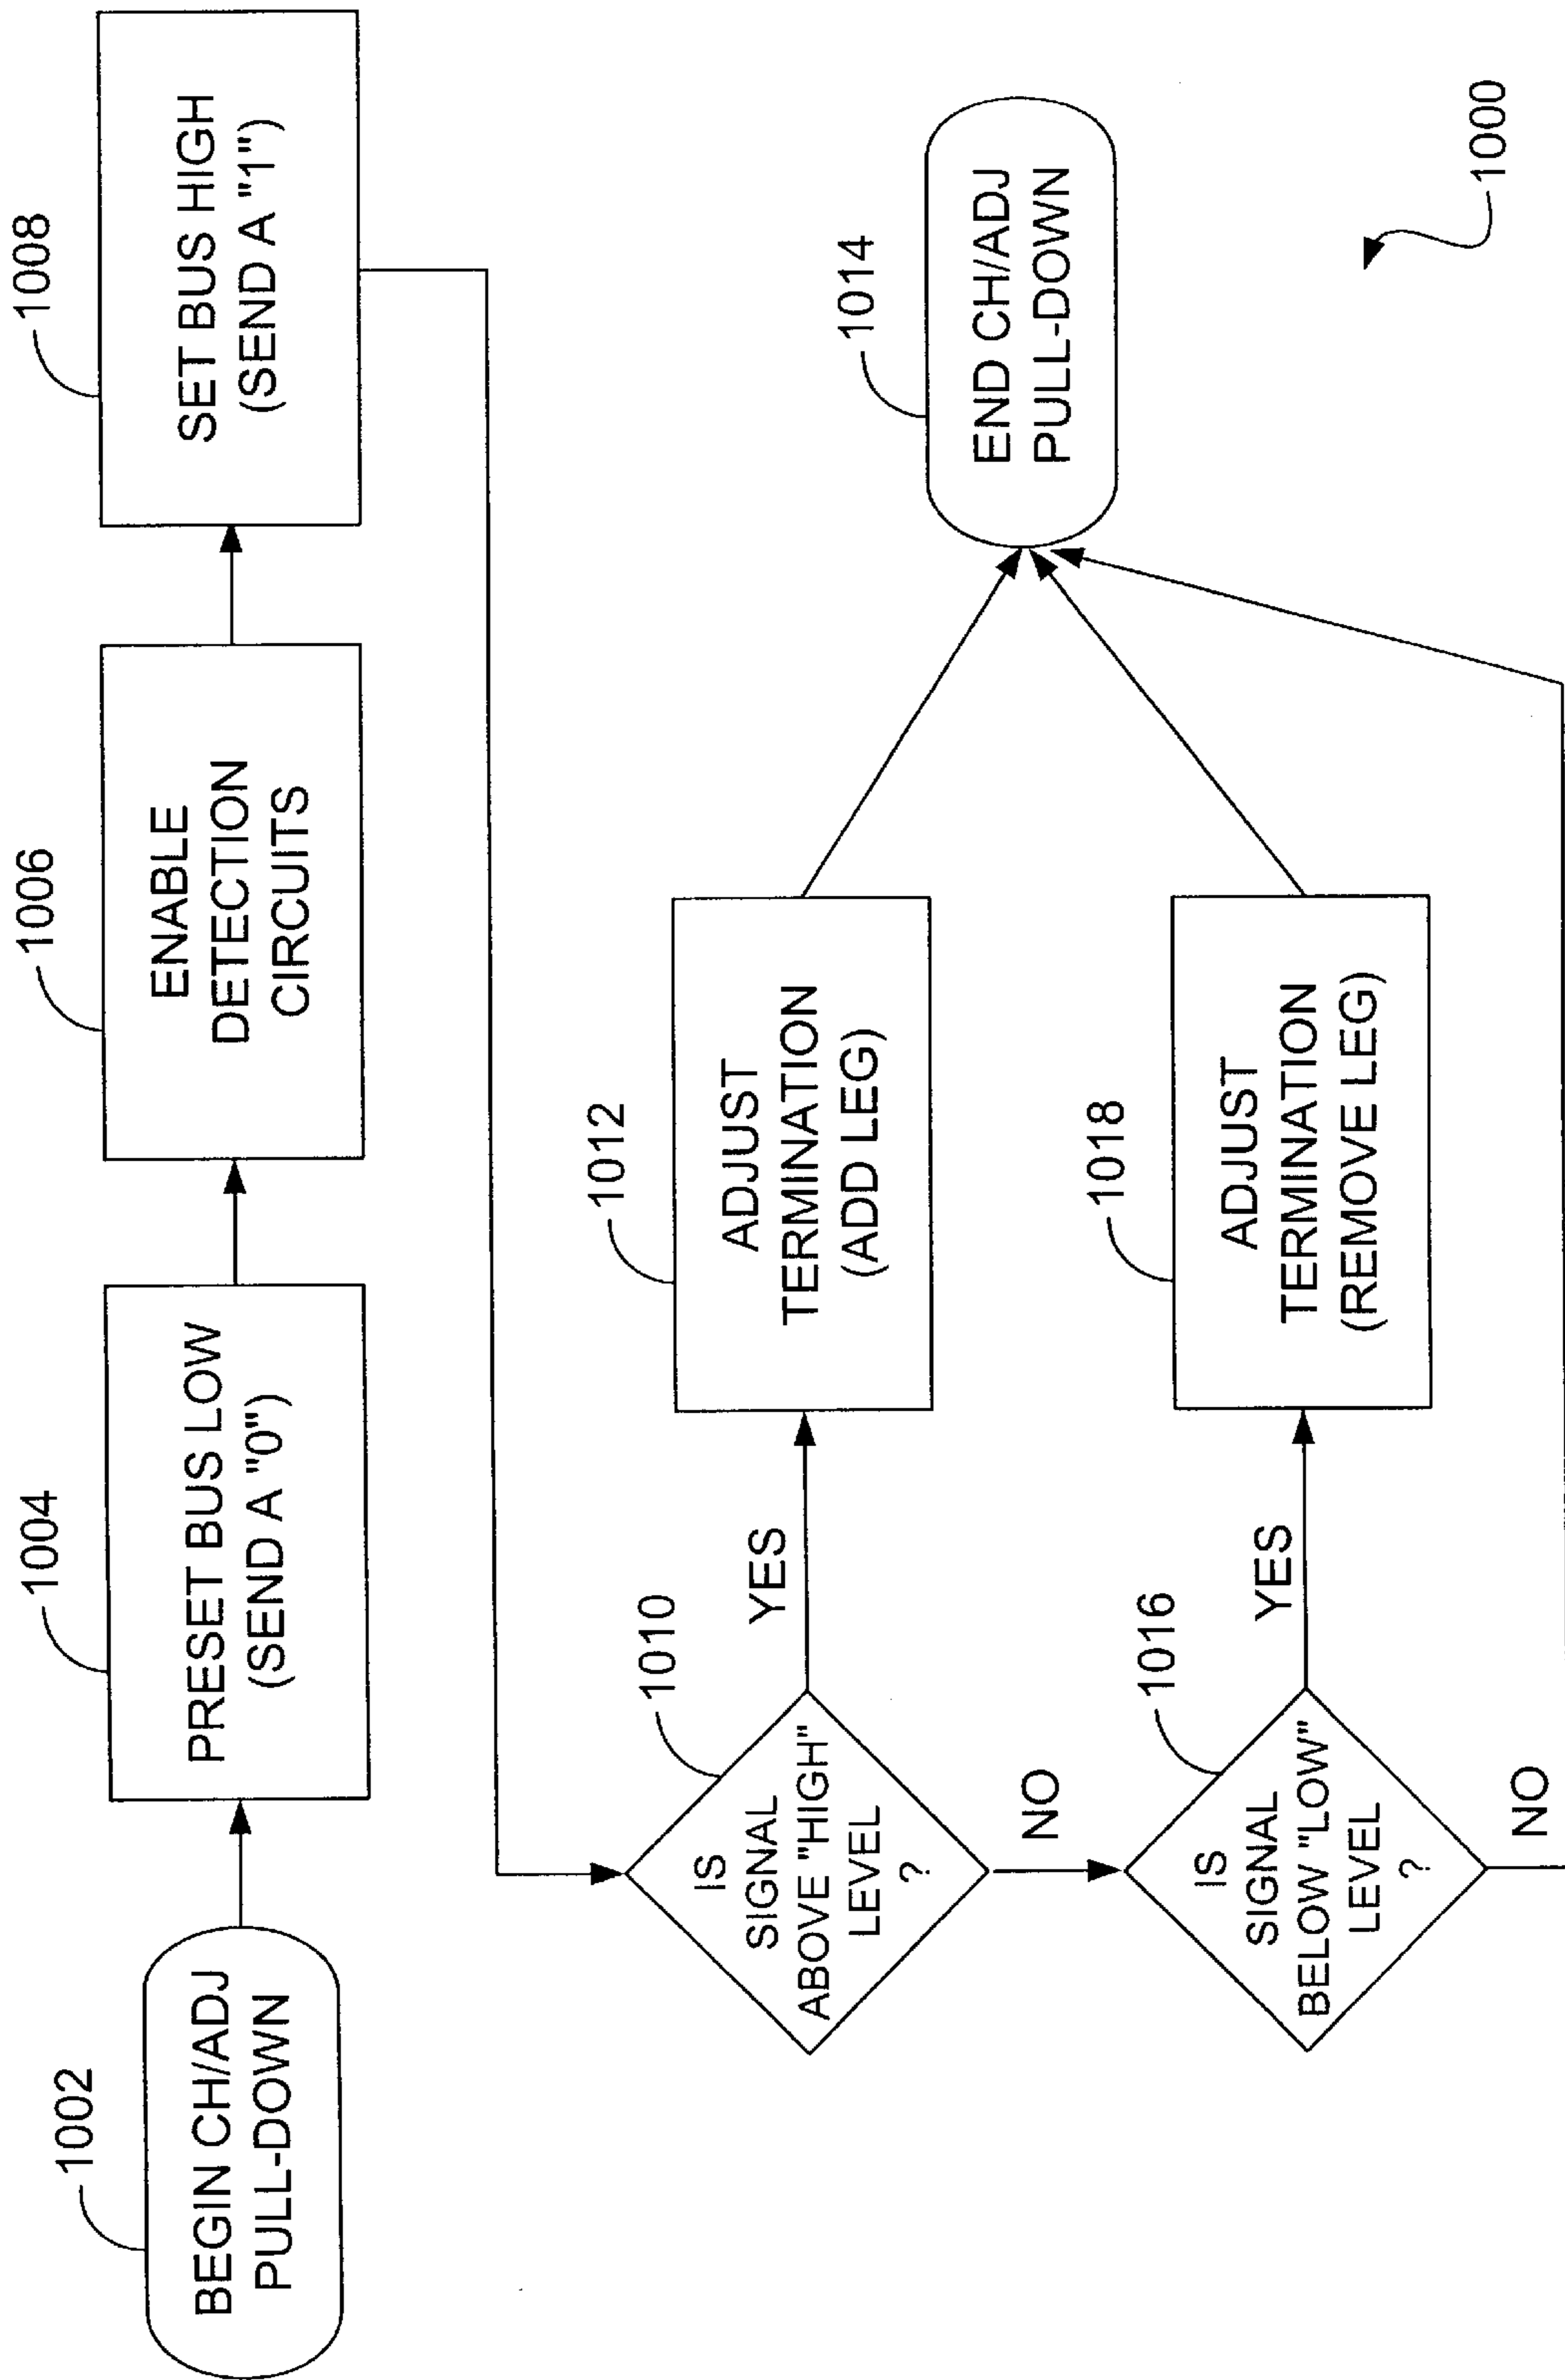 1002
BEGIN CH/ADJ
PULL-DOWN
1004
PRESET BUS LOW
(SEND A "0")
1006
ENABLE
DETECTION
CIRCUITS
1008
SET BUS HIGH
(SEND A "1")
1010
IS
SIGNAL
ABOVE "HIGH"
LEVEL
?
YES
NO
1012
ADJUST
TERMINATION
(ADD LEG)
1014
END CH/ADJ
PULL-DOWN
1016
IS
SIGNAL
BELOW "LOW"
LEVEL
?
YES
NO
1018
ADJUST
TERMINATION
(REMOVE LEG)
1000